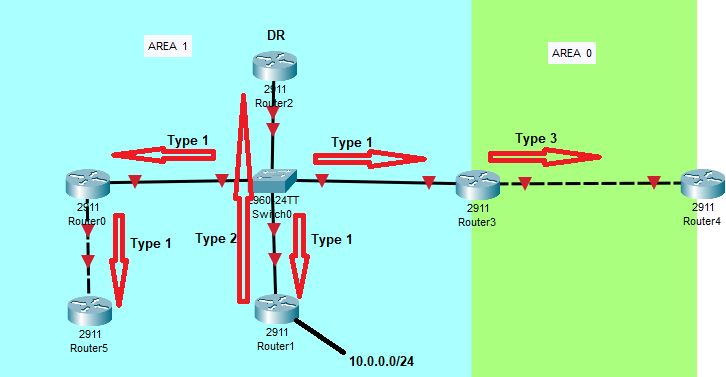 DR
AREA 1
AREA 0
2911
Router2
Type 1
Type 1
Type 3
2911
Router0
2960-24TT
Switch0
2911
Router3
2911
Router4
Type 1
Type 2
Type 1
2911
Router5
2911
Router1
10.0.0.0/24